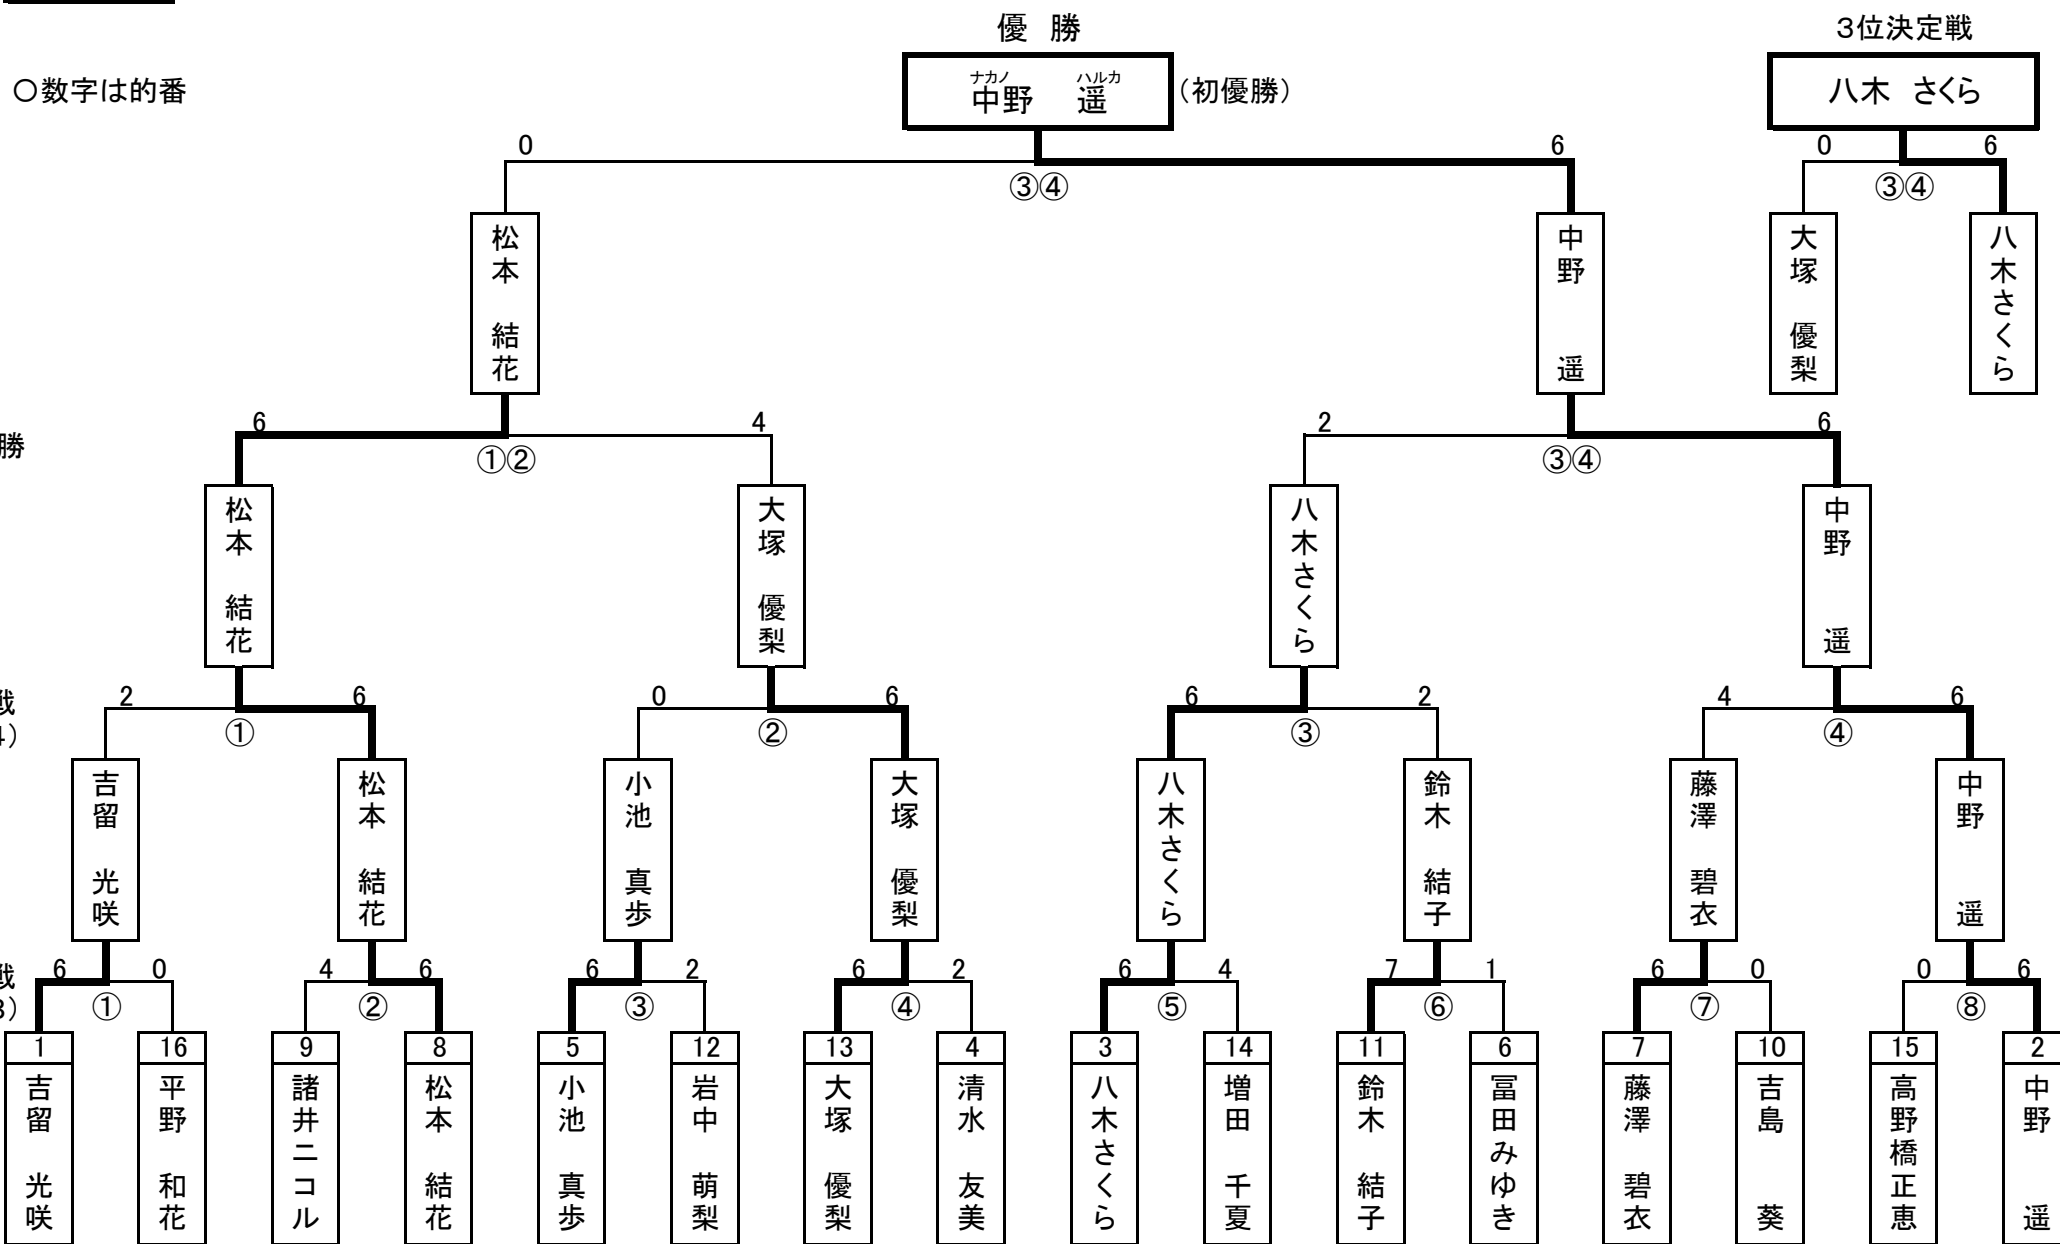 優 勝
3位決定戦
ナカノ ハルカ
〇数字は的番
中野 遥
(初優勝)
八木 さくら
0 6
0 6
③④
③④
松本 結花
中野 遥
大塚 優梨
八木さくら
6 4
2 6
勝
①②
③④
松本 結花
大塚 優梨
八木さくら
中野 遥
戦
2 6
0 6
6 2
4 6
4)
①
②
③
④
吉留 光咲
松本 結花
小池 真歩
大塚 優梨
八木さくら
鈴木 結子
藤澤 碧衣
中野 遥
戦
6 0
4 6
6 2
6 2
6 4
7 1
6 0
0 6
①
②
③
④
⑤
⑥
⑦
⑧
1
16
9
8
5
12
13
4
3
14
11
6
7
10
15
2
吉留 光咲
平野 和花
諸井ニコル
松本 結花
小池 真歩
岩中 萌梨
大塚 優梨
清水 友美
八木さくら
増田 千夏
鈴木 結子
冨田みゆき
藤澤 碧衣
吉島 葵
高野橋正恵
中野 遥